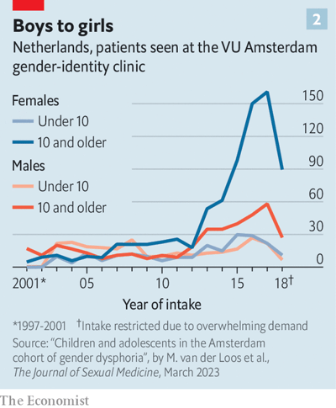 2
Boys to girls
Netherlands, patients seen at the VU Amsterdam
gender-identity clinic
Females
Under 10
10 and older
Males
Under 10
10 and older
150
120
90
60
30
0
2001* 05 10 15 18†
Year of intake
*1997-2001 †Intake restricted due to overwhelming demand
Source: “Children and adolescents in the Amsterdam
cohort of gender dysphoria”, by M. van der Loos et al.,
The Journal of Sexual Medicine, March 2023
The Economist